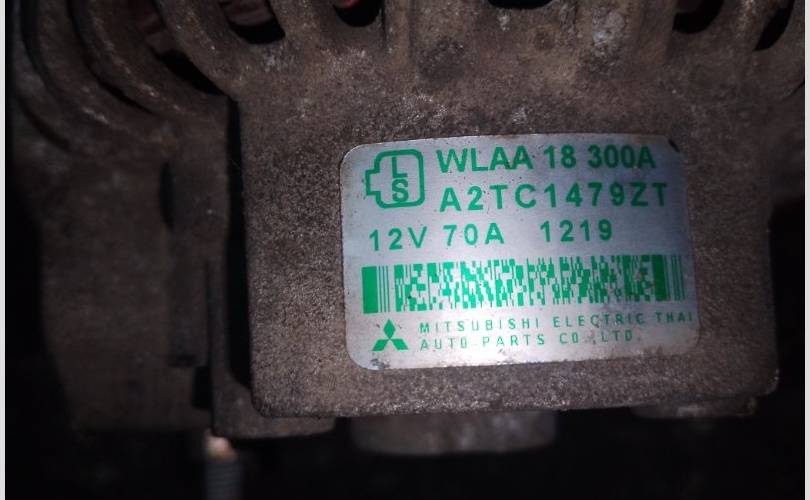 L
S
WLAA 18 300A
A2TC1479ZT
12V 70A 1219
MITSUBISHI ELECTRIC THAI
AUTO-PARTS CO.,LTD.